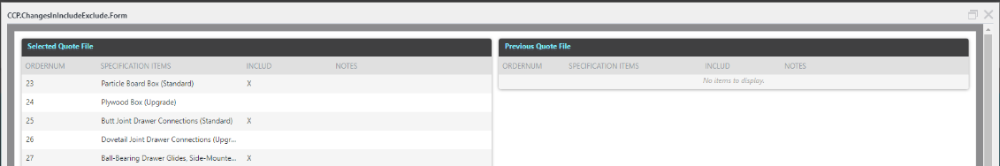 CCP.ChangesInIncludeExclude.Form
Selected Quote File
ORDERNUM SPECIFICATION ITEMS INCLUD NOTES
23 Particle Board Box (Standard) X
24 Plywood Box (Upgrade)
25 Butt Joint Drawer Connections (Standard) X
26 Dovetail Joint Drawer Connections (Upgr...
27 Ball-Bearing Drawer Glides, Side-Mounte... X
Previous Quote File
ORDERNUM SPECIFICATION ITEMS INCLUD NOTES
No items to display.